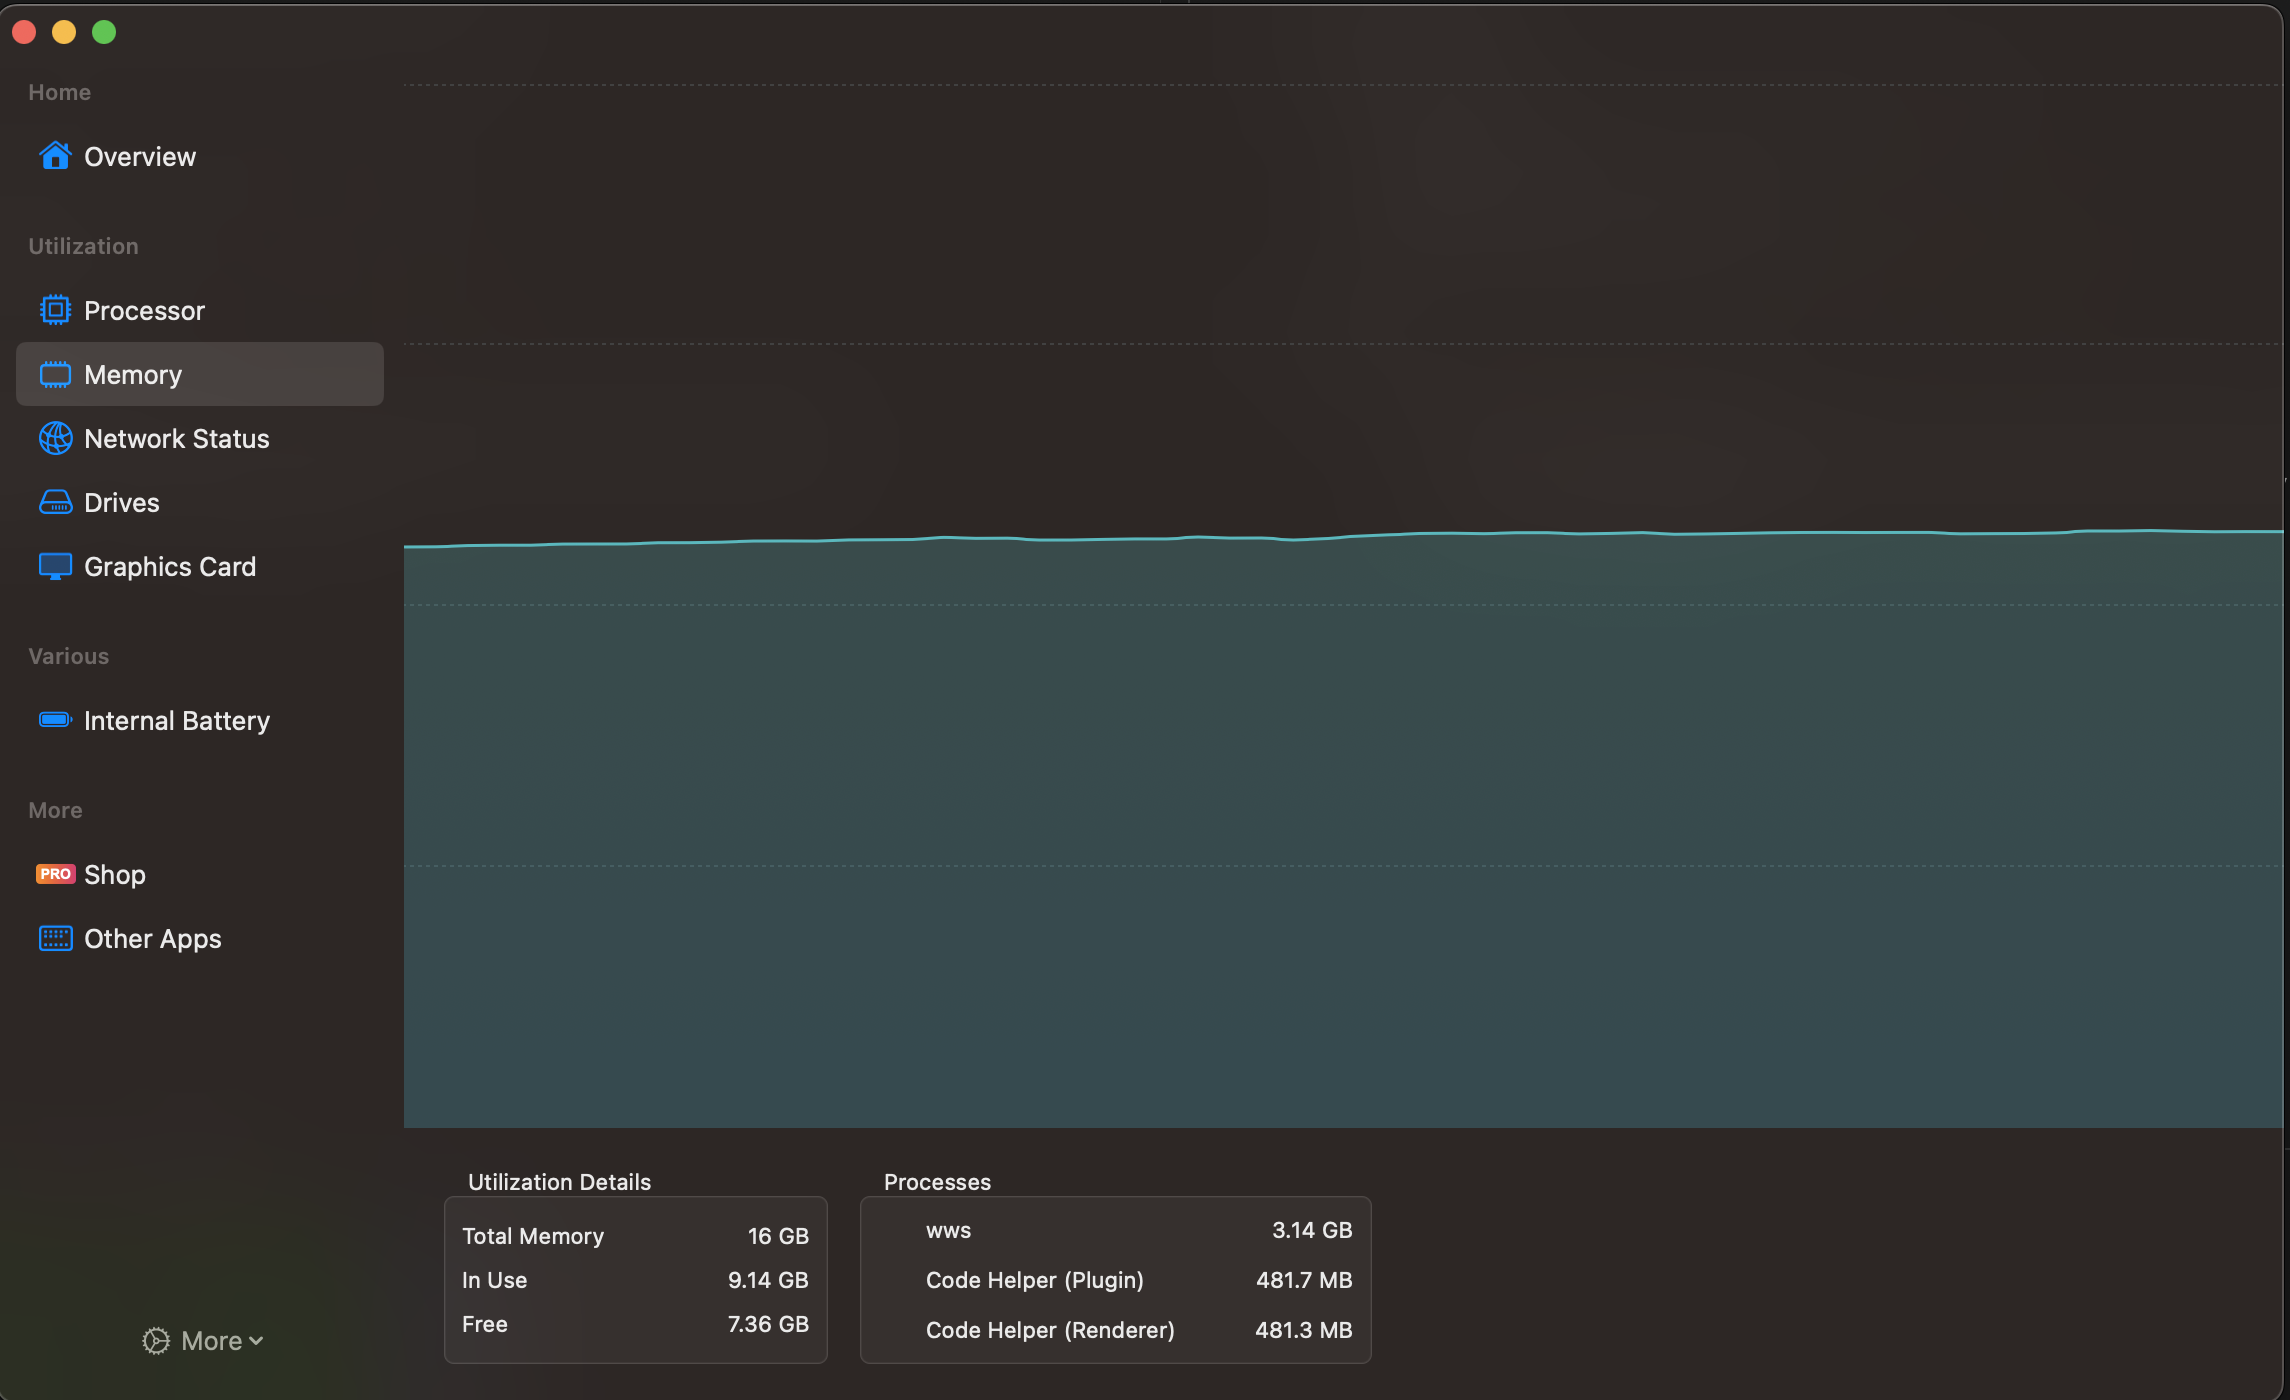 Home
Overview
Utilization
Processor
Memory
Network Status
Drives
Graphics Card
Various
Internal Battery
More
PRO Shop
Other Apps
More
Utilization Details
Total Memory 16 GB
In Use 9.14 GB
Free 7.36 GB
Processes
wws 3.14 GB
Code Helper (Plugin) 481.7 MB
Code Helper (Renderer) 481.3 MB